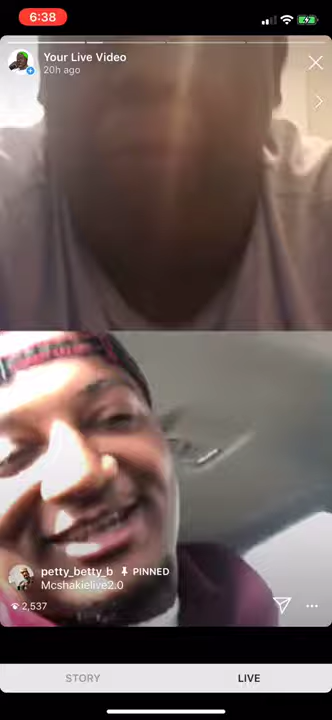 6:38
Your Live Video
20h ago
petty_betty_b PINNED
Mcshakielive2.0
2,537
STORY
LIVE